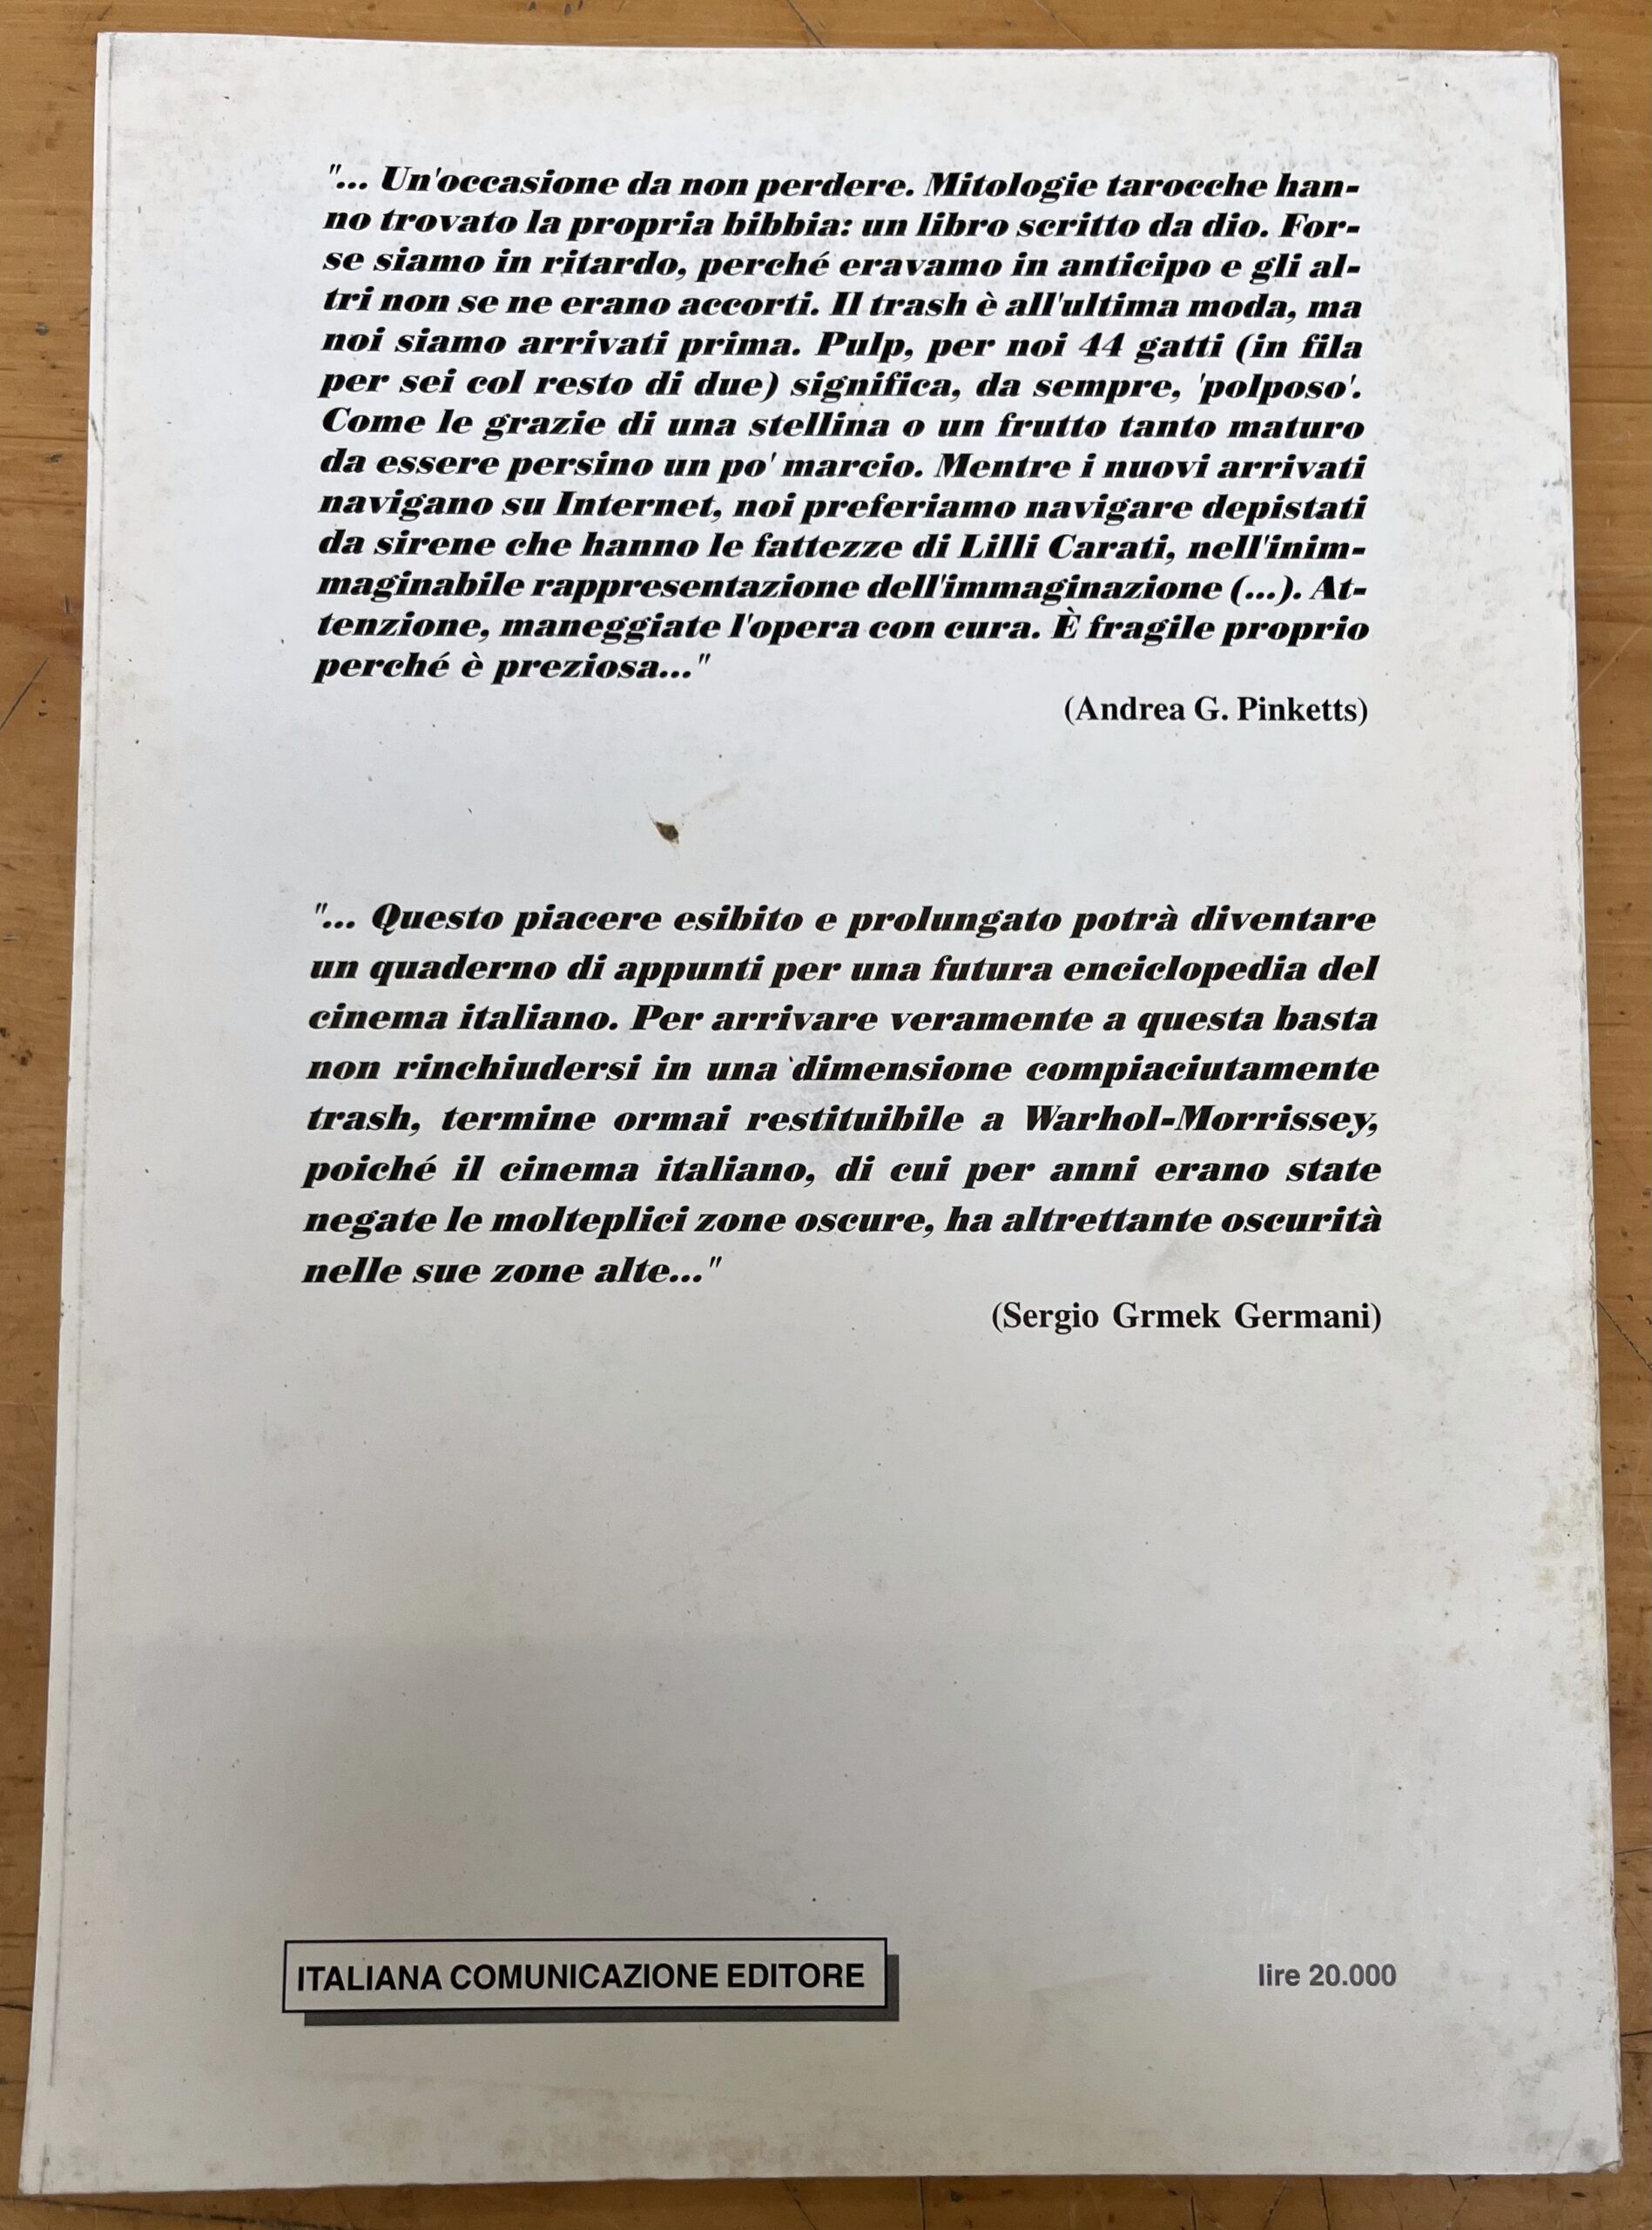 "... Un'occasione da non perdere. Mitologie tarocche han-
no trovato la propria bibbia: un libro scritto da dio. For-
se siamo in ritardo, perché eravamo in anticipo e gli al-
tri non se ne erano accorti. Il trash è all'ultima moda, ma
noi siamo arrivati prima. Pulp, per noi 44 gatti (in fila
per sei col resto di due) significa, da sempre, 'polposo'.
Come le grazie di una stellina o un frutto tanto maturo
da essere persino un po' marcio. Mentre i nuovi arrivati
navigano su Internet, noi preferiamo navigare depistati
da sirene che hanno le fattezze di Lilli Carati, nell'inim-
maginabile rappresentazione dell'immaginazione (...). At-
tenzione, maneggiate l'opera con cura. È fragile proprio
perché è preziosa..."
(Andrea G. Pinketts)
"... Questo piacere esibito e prolungato potrà diventare
un quaderno di appunti per una futura enciclopedia del
cinema italiano. Per arrivare veramente a questa basta
non rinchiudersi in una dimensione compiaciutamente
trash, termine ormai restituibile a Warhol-Morrissey,
poiché il cinema italiano, di cui per anni erano state
negate le molteplici zone oscure, ha altrettante oscurità
nelle sue zone alte..."
(Sergio Grmek Germani)
ITALIANA COMUNICAZIONE EDITORE
lire 20.000